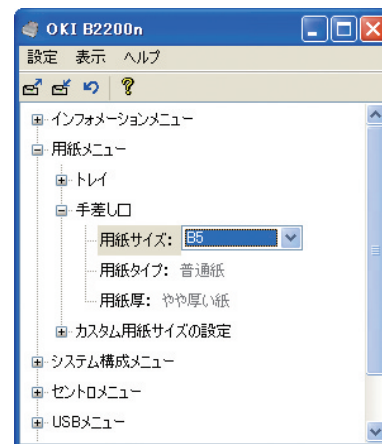 OKI B2200n
設定 表示 ヘルプ
インフォメーションメニュー
用紙メニュー
トレイ
手差し口
用紙サイズ: B5
用紙タイプ: 普通紙
用紙厚: やや厚い紙
カスタム用紙サイズの設定
システム構成メニュー
セントロメニュー
USBメニュー